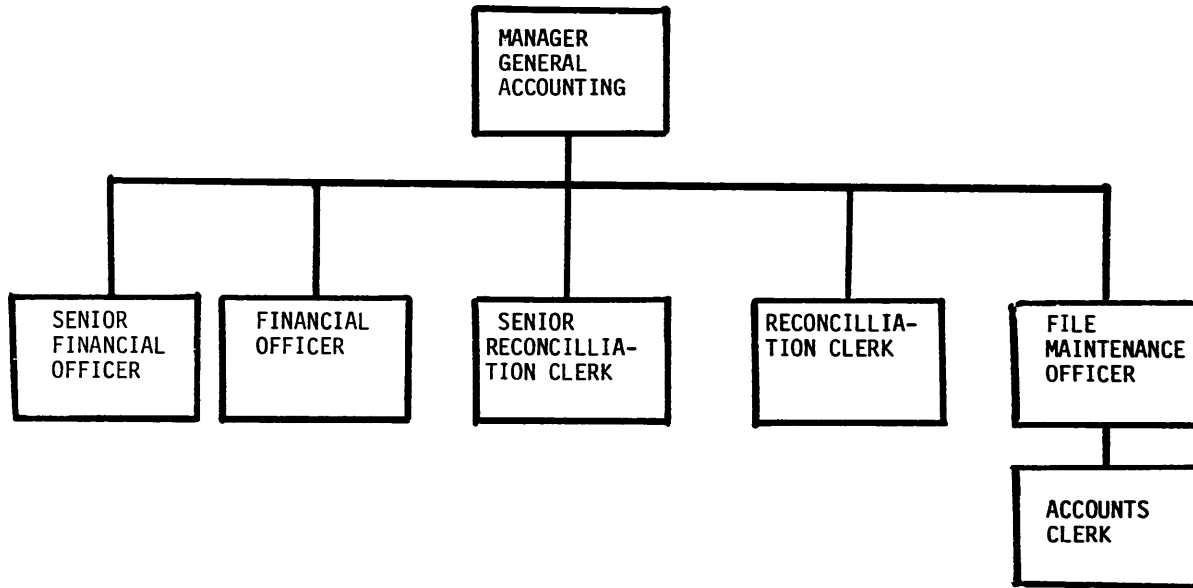 MANAGER
GENERAL
ACCOUNTING
SENIOR
FINANCIAL
OFFICER
FINANCIAL
OFFICER
SENIOR
RECONCILLIA-
TION CLERK
RECONCILLIA-
TION CLERK
FILE
MAINTENANCE
OFFICER
ACCOUNTS
CLERK